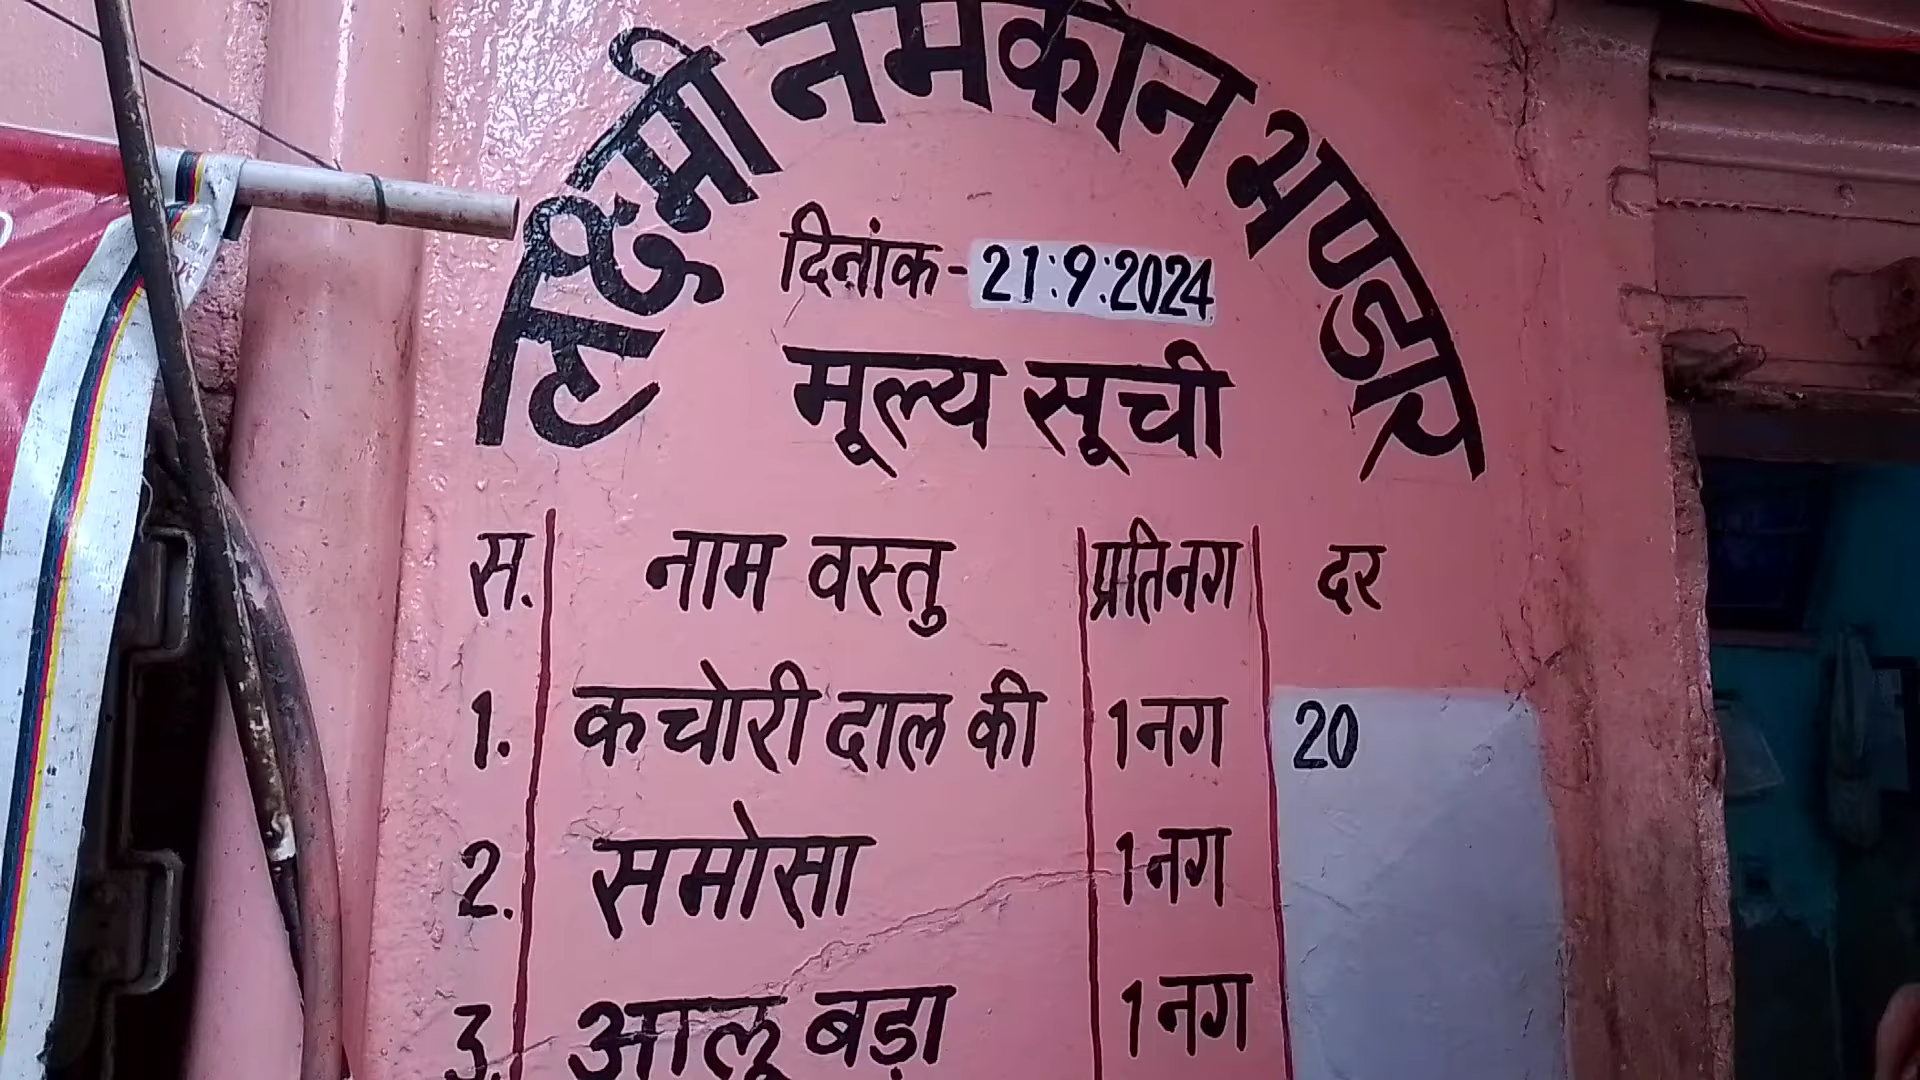 लक्ष्मी नमकीन भण्डार
दिनांक-21:9:2024
मूल्य सूची
स. नाम वस्तु प्रतिनग दर
1. कचोरी दाल की 1नग 20
2. समोसा 1नग
3. आलू बड़ा 1नग